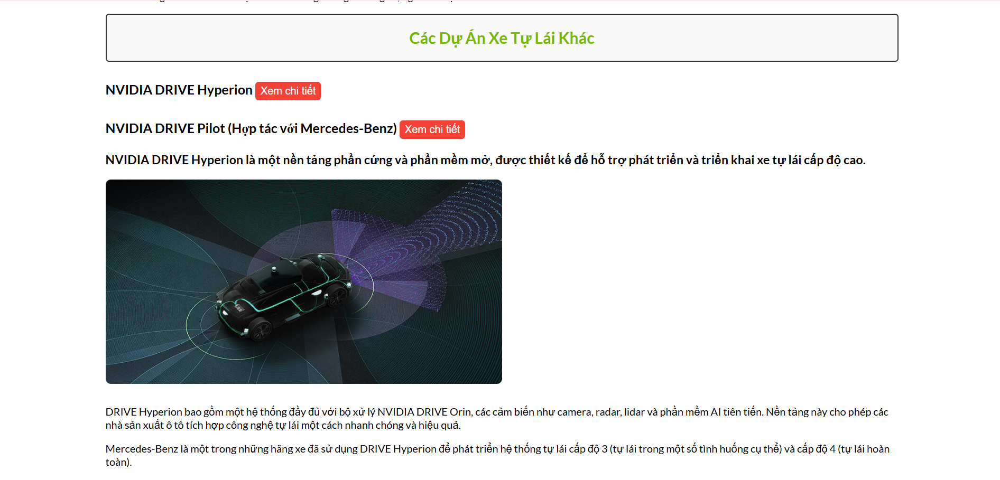 Các Dự Án Xe Tự Lái Khác
NVIDIA DRIVE Hyperion Xem chi tiết
NVIDIA DRIVE Pilot (Hợp tác với Mercedes-Benz) Xem chi tiết
NVIDIA DRIVE Hyperion là một nền tảng phần cứng và phần mềm mở, được thiết kế để hỗ trợ phát triển và triển khai xe tự lái cấp độ cao.
DRIVE Hyperion bao gồm một hệ thống đầy đủ với bộ xử lý NVIDIA DRIVE Orin, các cảm biến như camera, radar, lidar và phần mềm AI tiên tiến. Nền tảng này cho phép các
nhà sản xuất ô tô tích hợp công nghệ tự lái một cách nhanh chóng và hiệu quả.
Mercedes-Benz là một trong những hãng xe đã sử dụng DRIVE Hyperion để phát triển hệ thống tự lái cấp độ 3 (tự lái trong một số tình huống cụ thể) và cấp độ 4 (tự lái hoàn
toàn).